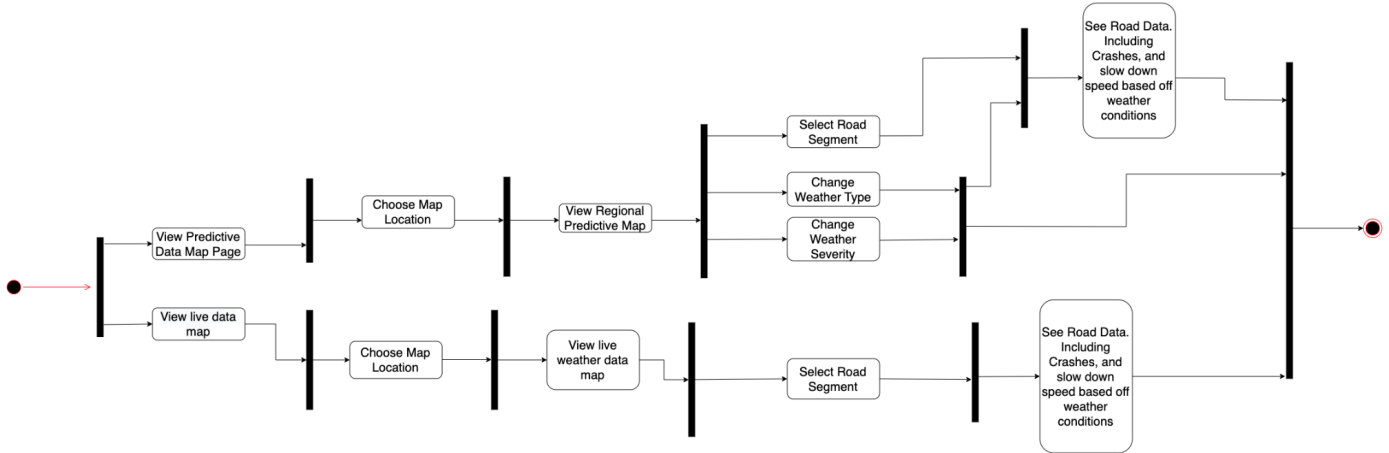 View Predictive
Data Map Page
Choose Map
Location
View Regional
Predictive Map
Select Road
Segment
Change
Weather Type
Change
Weather
Severity
See Road Data.
Including
Crashes, and
slow down
speed based off
weather
conditions
View live data
map
Choose Map
Location
View live
weather data
map
Select Road
Segment
See Road Data.
Including
Crashes, and
slow down
speed based off
weather
conditions